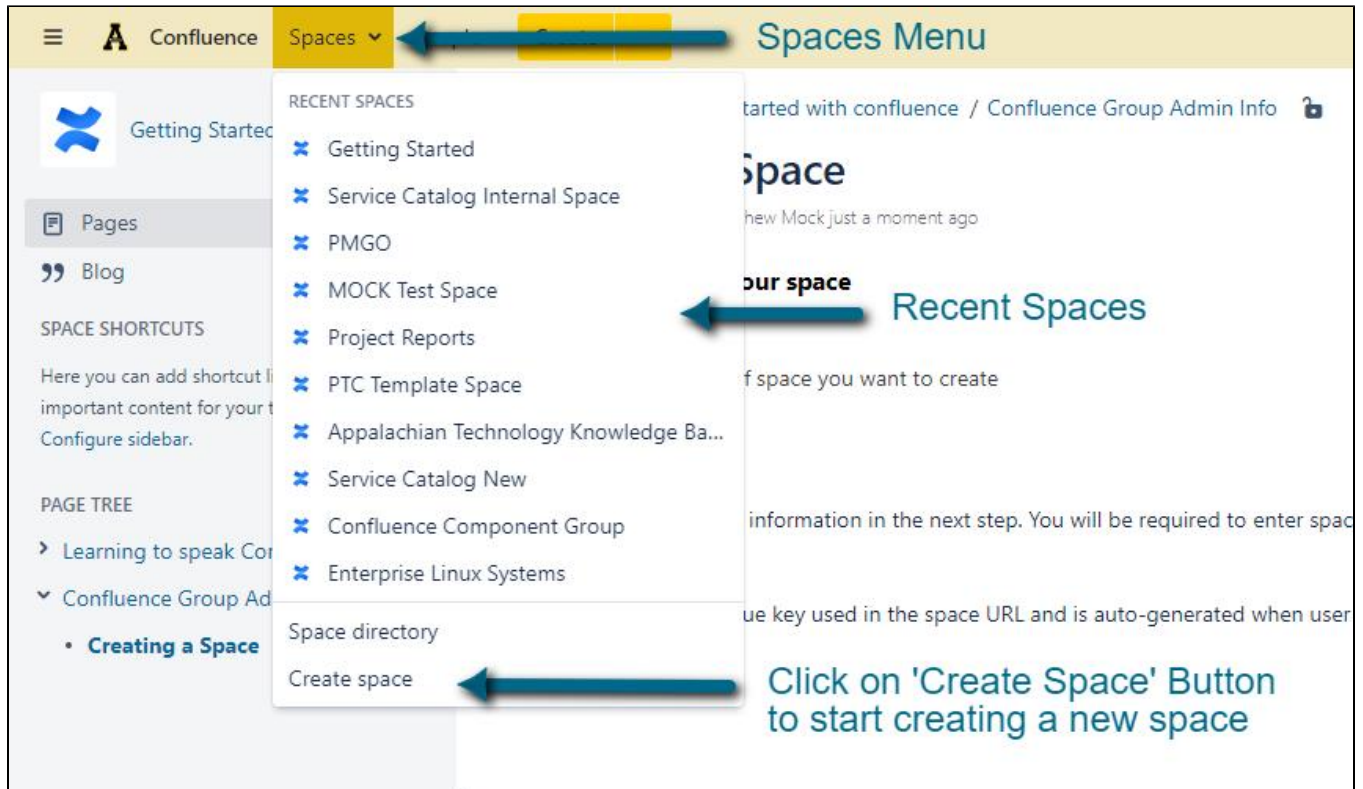 Confluence Spaces Spaces Menu
Getting Started
RECENT SPACES
Getting Started
Service Catalog Internal Space
PMGO
MOCK Test Space
Project Reports
PTC Template Space
Appalachian Technology Knowledge Ba...
Service Catalog New
Confluence Component Group
Enterprise Linux Systems
Space directory
Create space
Pages
Blog
SPACE SHORTCUTS
Here you can add shortcut
important content for your
Configure sidebar.
PAGE TREE
Learning to speak
Confluence Group
• Creating a Space
tarted with confluence / Confluence Group Admin Info
Space
hew Mock just a moment ago
our space
Recent Spaces
f space you want to create
information in the next step. You will be required to enter spac
ue key used in the space URL and is auto-generated when user
Click on 'Create Space' Button
to start creating a new space